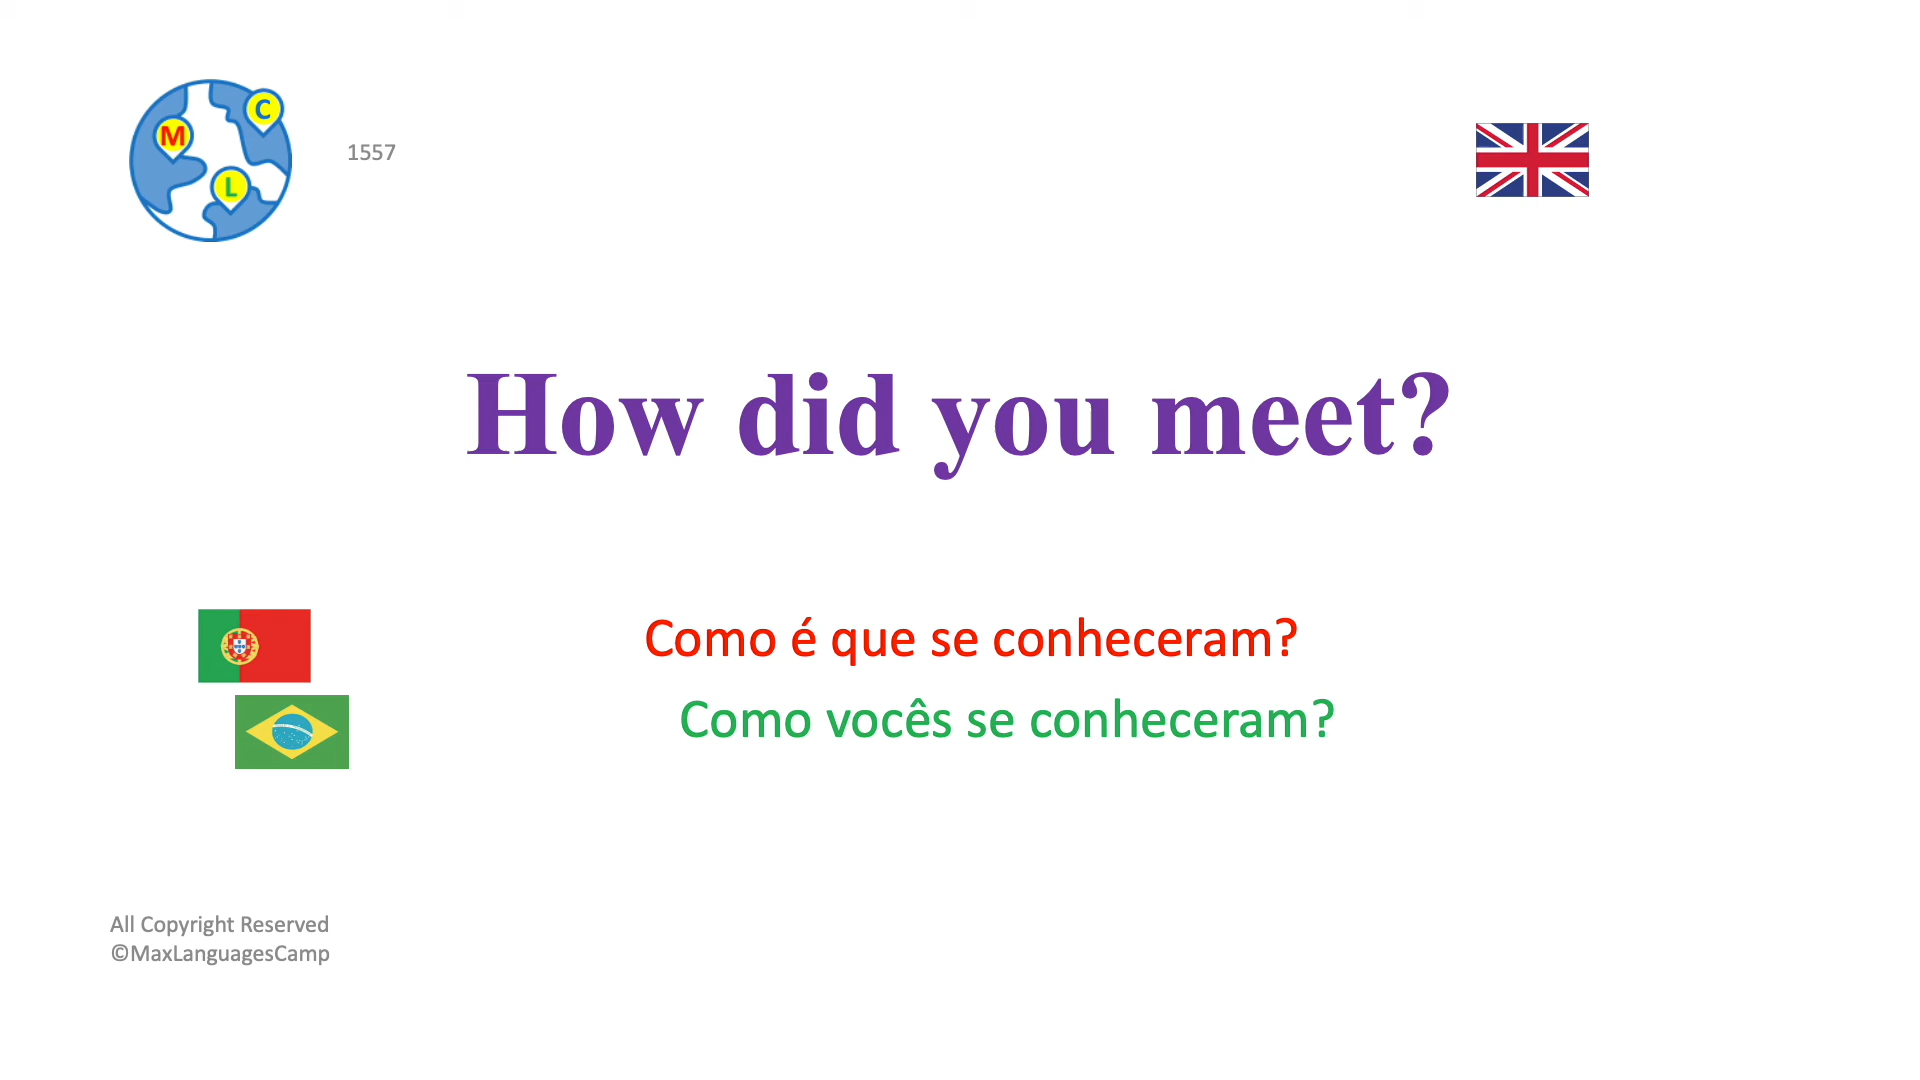 M
C
L
1557
How did you meet?
Como é que se conheceram?
Como vocês se conheceram?
All Copyright Reserved
©MaxLanguagesCamp